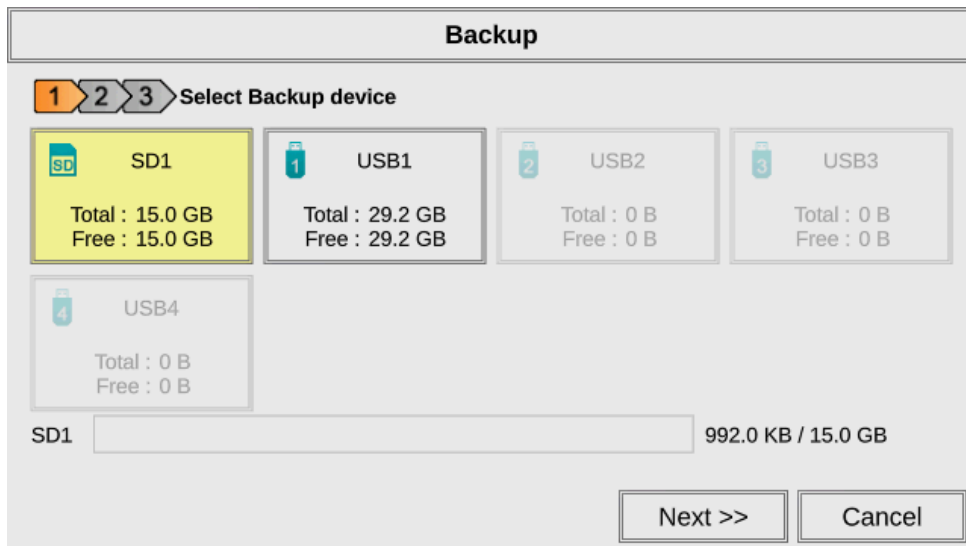 Backup
1 2 3 Select Backup device
SD SD1
Total : 15.0 GB
Free : 15.0 GB
1 USB1
Total : 29.2 GB
Free : 29.2 GB
2 USB2
Total : 0 B
Free : 0 B
3 USB3
Total : 0 B
Free : 0 B
4 USB4
Total : 0 B
Free : 0 B
SD1 992.0 KB / 15.0 GB
Next >> Cancel